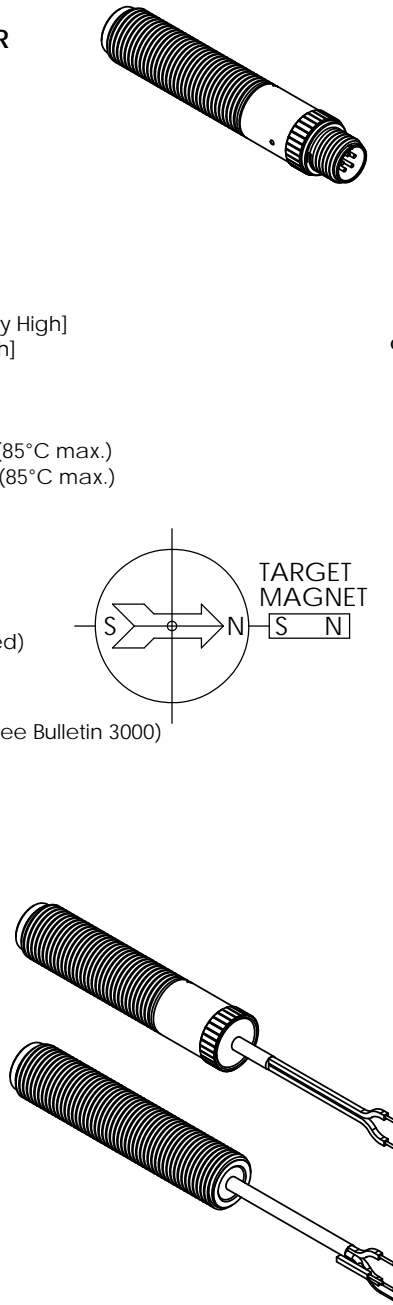 R
y High]
h]
(85°C max.)
(85°C max.)
TARGET
MAGNET
S N S N
ed)
ee Bulletin 3000)